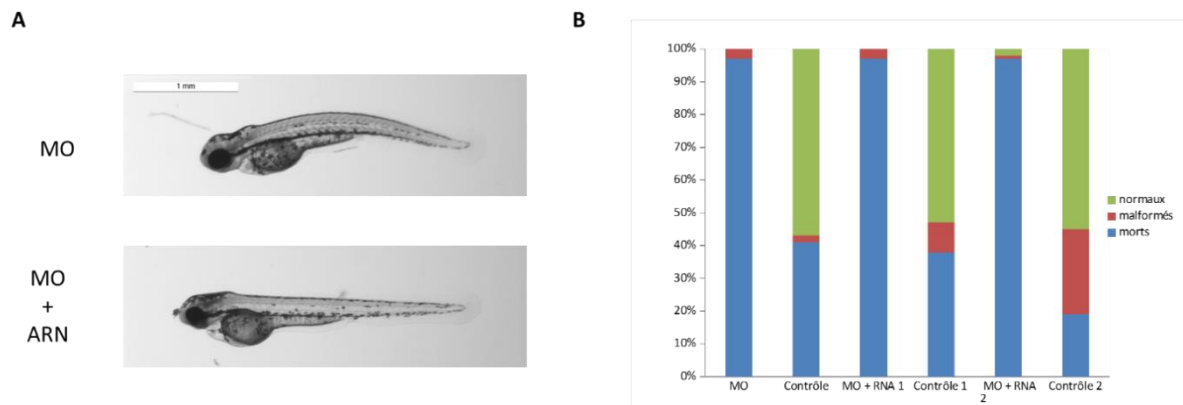 A
1 mm
MO
MO
+
ARN
B
100%
90%
80%
70%
60%
50%
40%
30%
20%
10%
0%
MO
Contrôle
MO + RNA 1
Contrôle 1
MO + RNA
2
Contrôle 2
normaux
malformés
morts